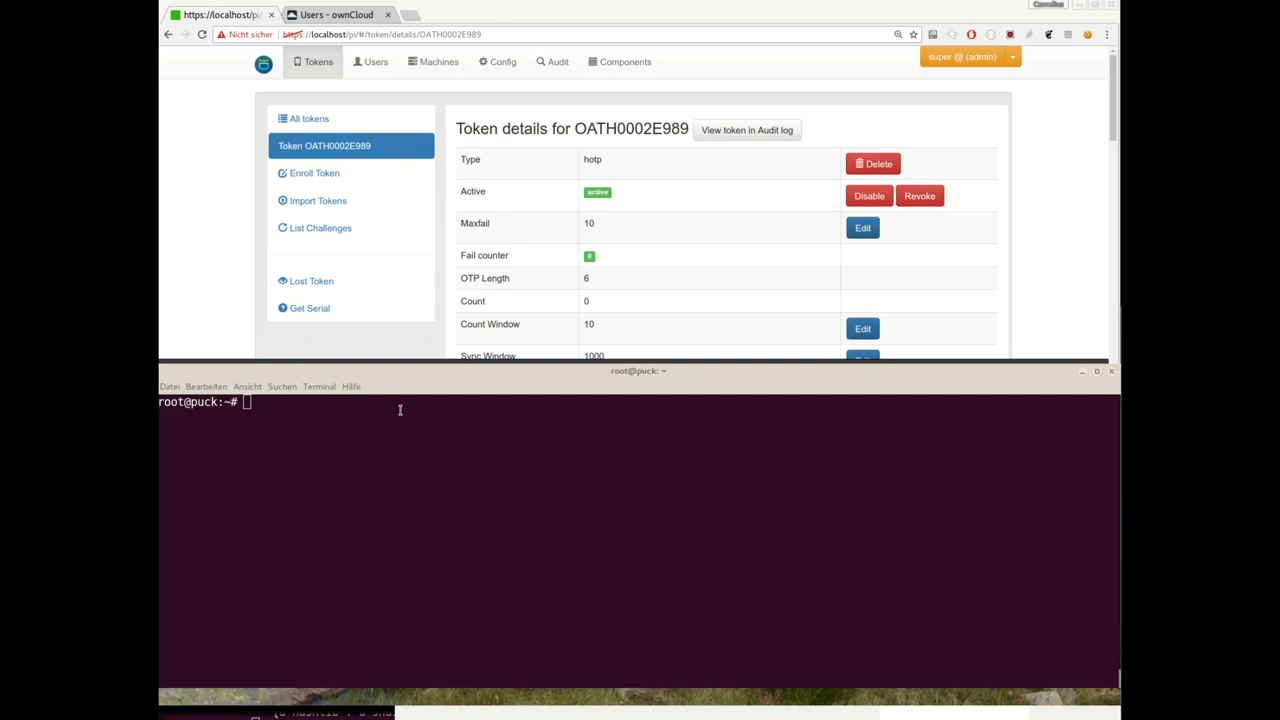 Cornelius
https://localhost/pi/
Users - ownCloud
Nicht sicher https://localhost/pi/#/token/details/OATH0002E989
Tokens Users Machines Config Audit Components super @ (admin)
All tokens
Token OATH0002E989
Enroll Token
Import Tokens
List Challenges
Lost Token
Get Serial
Token details for OATH0002E989 View token in Audit log
Type hotp Delete
Active active Disable Revoke
Maxfail 10 Edit
Fail counter 0
OTP Length 6
Count 0
Count Window 10 Edit
Sync Window 1000 Edit
root@puck: ~
Datei Bearbeiten Ansicht Suchen Terminal Hilfe
root@puck:~#